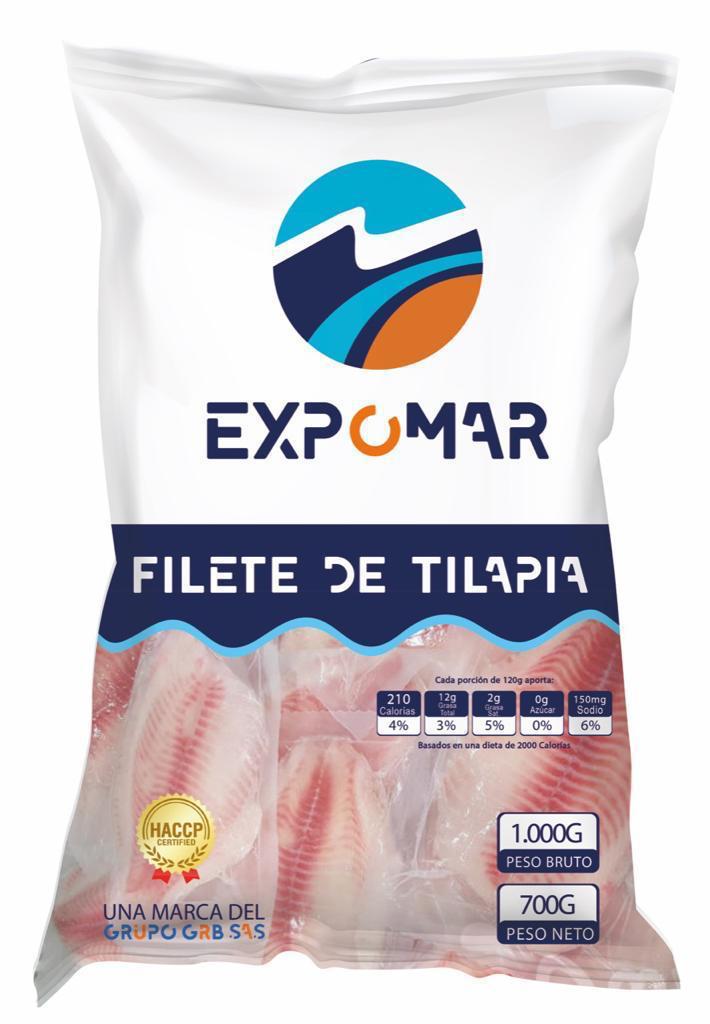 EXPOMAR
FILETE DE TILAPIA
Cada porción de 120g aporta:
210 Calorías 4%
12g Grasa Total 3%
2g Grasa Sat 5%
0g Azúcar 0%
150mg Sodio 6%
Basados en una dieta de 2000 Calorías
HACCP
CERTIFIED
1.000G
PESO BRUTO
700G
PESO NETO
UNA MARCA DEL
GRUPO GRB SAS